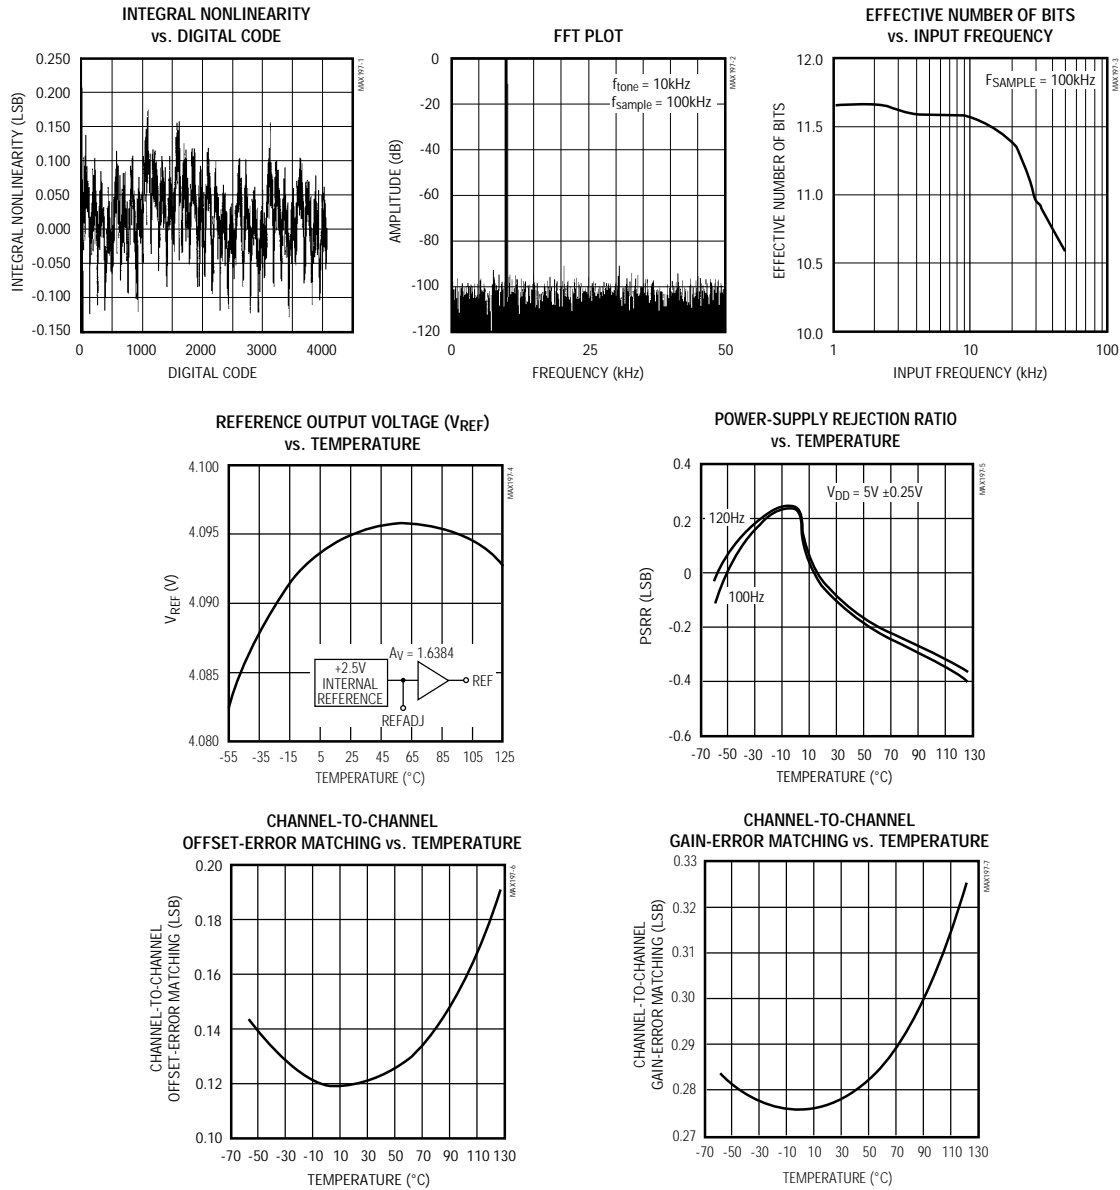 INTEGRAL NONLINEARITY
vs. DIGITAL CODE
MAX197-1
INTEGRAL NONLINEARITY (LSB)
0.250
0.200
0.150
0.100
0.050
0.000
-0.050
-0.100
-0.150
0 1000 2000 3000 4000
DIGITAL CODE
FFT PLOT
MAX197-2
ftone = 10kHz
fsample = 100kHz
AMPLITUDE (dB)
0
-20
-40
-60
-80
-100
-120
0 25 50
FREQUENCY (kHz)
EFFECTIVE NUMBER OF BITS
vs. INPUT FREQUENCY
MAX197-3
FSAMPLE = 100kHz
EFFECTIVE NUMBER OF BITS
12.0
11.5
11.0
10.5
10.0
1 10 100
INPUT FREQUENCY (kHz)
REFERENCE OUTPUT VOLTAGE (VREF)
vs. TEMPERATURE
MAX197-4
VREF (V)
4.100
4.095
4.090
4.085
4.080
AV = 1.6384
+2.5V
INTERNAL
REFERENCE
REF
REFADJ
-55 -35 -15 5 25 45 65 85 105 125
TEMPERATURE (°C)
POWER-SUPPLY REJECTION RATIO
vs. TEMPERATURE
MAX197-5
VDD = 5V ±0.25V
120Hz
100Hz
PSRR (LSB)
0.4
0.2
0
-0.2
-0.4
-0.6
-70 -50 -30 -10 10 30 50 70 90 110 130
TEMPERATURE (°C)
CHANNEL-TO-CHANNEL
OFFSET-ERROR MATCHING vs. TEMPERATURE
MAX197-6
CHANNEL-TO-CHANNEL
OFFSET-ERROR MATCHING (LSB)
0.20
0.18
0.16
0.14
0.12
0.10
-70 -50 -30 -10 10 30 50 70 90 110 130
TEMPERATURE (°C)
CHANNEL-TO-CHANNEL
GAIN-ERROR MATCHING vs. TEMPERATURE
MAX197-7
CHANNEL-TO-CHANNEL
GAIN-ERROR MATCHING (LSB)
0.33
0.32
0.31
0.30
0.29
0.28
0.27
-70 -50 -30 -10 10 30 50 70 90 110 130
TEMPERATURE (°C)